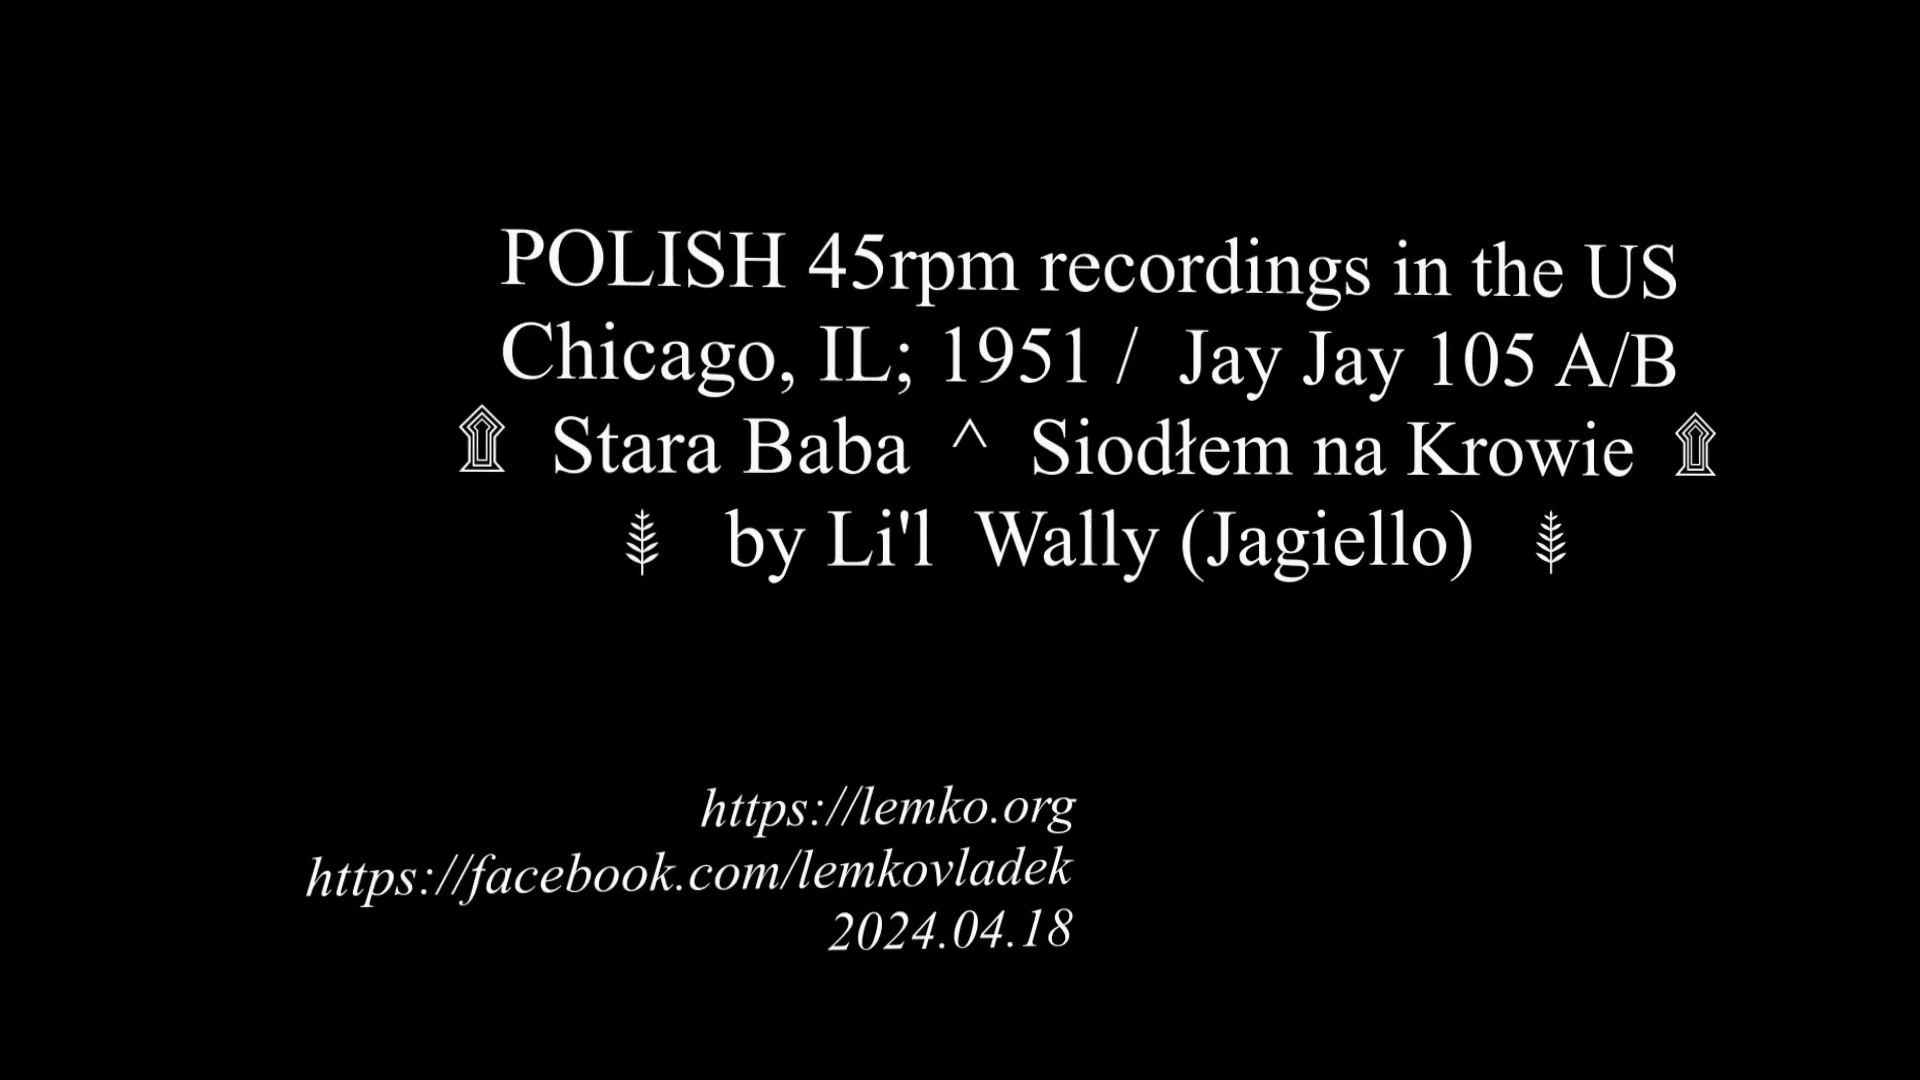 POLISH 45rpm recordings in the US
Chicago, IL; 1951 / Jay Jay 105 A/B
۩ Stara Baba ^ Siodłem na Krowie ۩
by Li'l Wally (Jagiello)
https://lemko.org
https://facebook.com/lemkovladek
2024.04.18